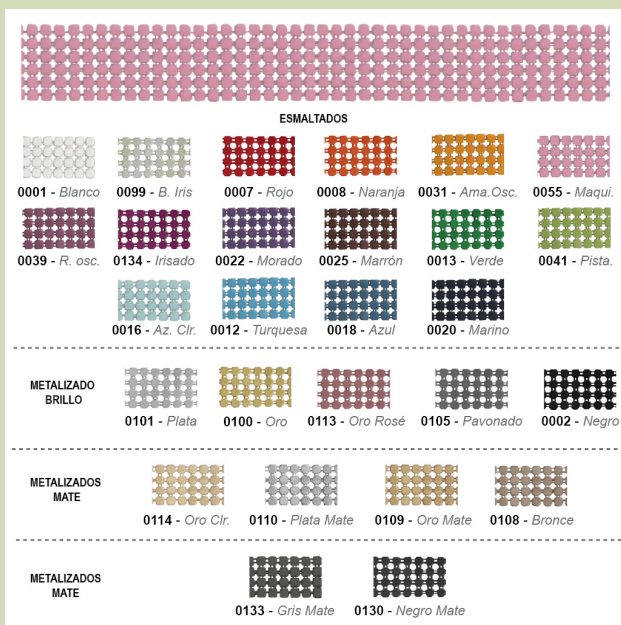 ESMALTADOS
0001 - Blanco 0099 - B. Iris 0007 - Rojo 0008 - Naranja 0031 - Ama.Osc. 0055 - Maqui.
0039 - R. osc. 0134 - Irisado 0022 - Morado 0025 - Marrón 0013 - Verde 0041 - Pista.
0016 - Az. Clr. 0012 - Turquesa 0018 - Azul 0020 - Marino
METALIZADO
BRILLO
0101 - Plata 0100 - Oro 0113 - Oro Rosé 0105 - Pavonado 0002 - Negro
METALIZADOS
MATE
0114 - Oro Clr. 0110 - Plata Mate 0109 - Oro Mate 0108 - Bronce
METALIZADOS
MATE
0133 - Gris Mate 0130 - Negro Mate